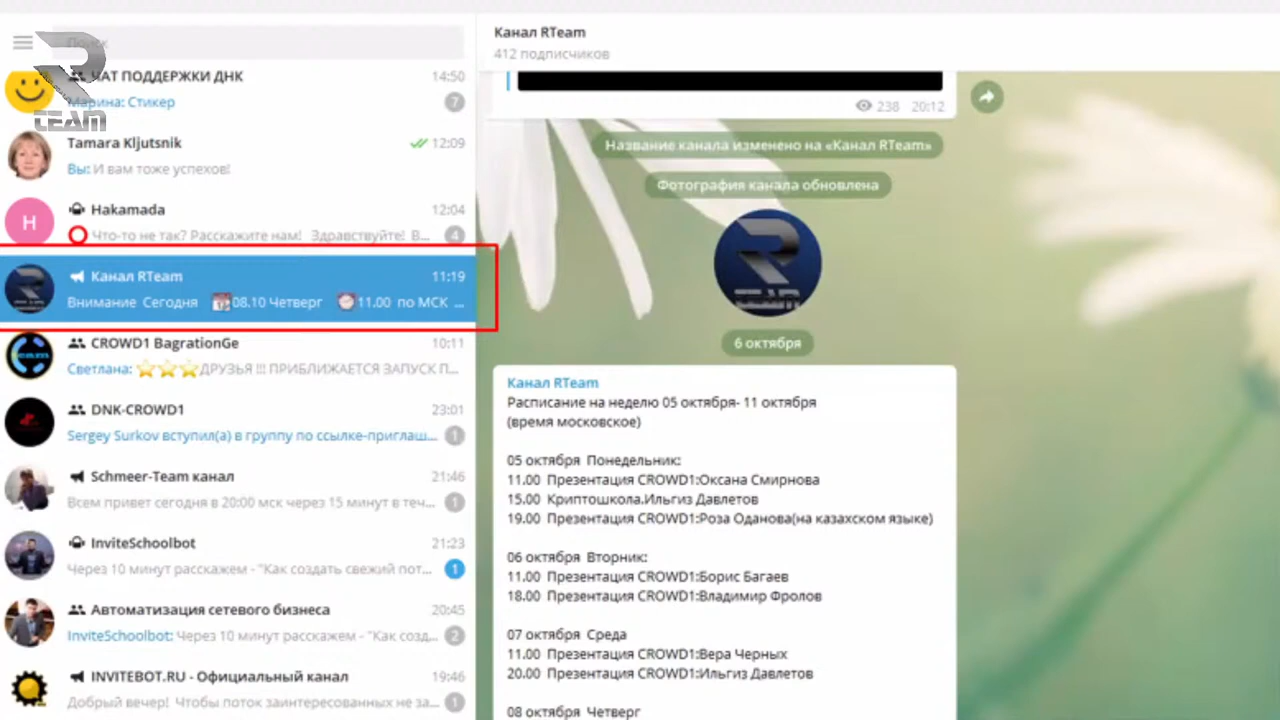 Поиск
ЧАТ ПОДДЕРЖКИ ДНК 14:50
Марина: Стикер 7
R TEAM
Tamara Kljutsnik 12:09
Вы: И вам тоже успехов!
H
Hakamada 12:04
Что-то не так? Расскажите нам! Здравствуйте! В... 4
Канал RTeam 11:19
Внимание Сегодня 08.10 Четверг 11.00 по МСК ...
CROWD1 BagrationGe 10:11
Светлана: ДРУЗЬЯ !!! ПРИБЛИЖАЕТСЯ ЗАПУСК П...
DNK-CROWD1 23:01
Sergey Surkov вступил(а) в группу по ссылке-приглаш... 1
Schmeer-Team канал 21:46
Всем привет сегодня в 20:00 мск через 15 минут в теч... 1
InviteSchoolbot 21:23
Через 10 минут расскажем - "Как создать свежий пот... 1
Автоматизация сетевого бизнеса 20:45
InviteSchoolbot: Через 10 минут расскажем - "Как созд... 2
INVITEBOT.RU - Официальный канал 19:46
Добрый вечер! Чтобы поток заинтересованных не за... 1
Канал RTeam
412 подписчиков
238 20:12
Название канала изменено на «Канал RTeam»
Фотография канала обновлена
R TEAM
6 октября
Канал RTeam
Расписание на неделю 05 октября- 11 октября
(время московское)
05 октября Понедельник:
11.00 Презентация CROWD1:Оксана Смирнова
15.00 Криптошкола.Ильгиз Давлетов
19.00 Презентация CROWD1:Роза Оданова(на казахском языке)
06 октября Вторник:
11.00 Презентация CROWD1:Борис Багаев
18.00 Презентация CROWD1:Владимир Фролов
07 октября Среда
11.00 Презентация CROWD1:Вера Черных
20.00 Презентация CROWD1:Ильгиз Давлетов
08 октября Четверг